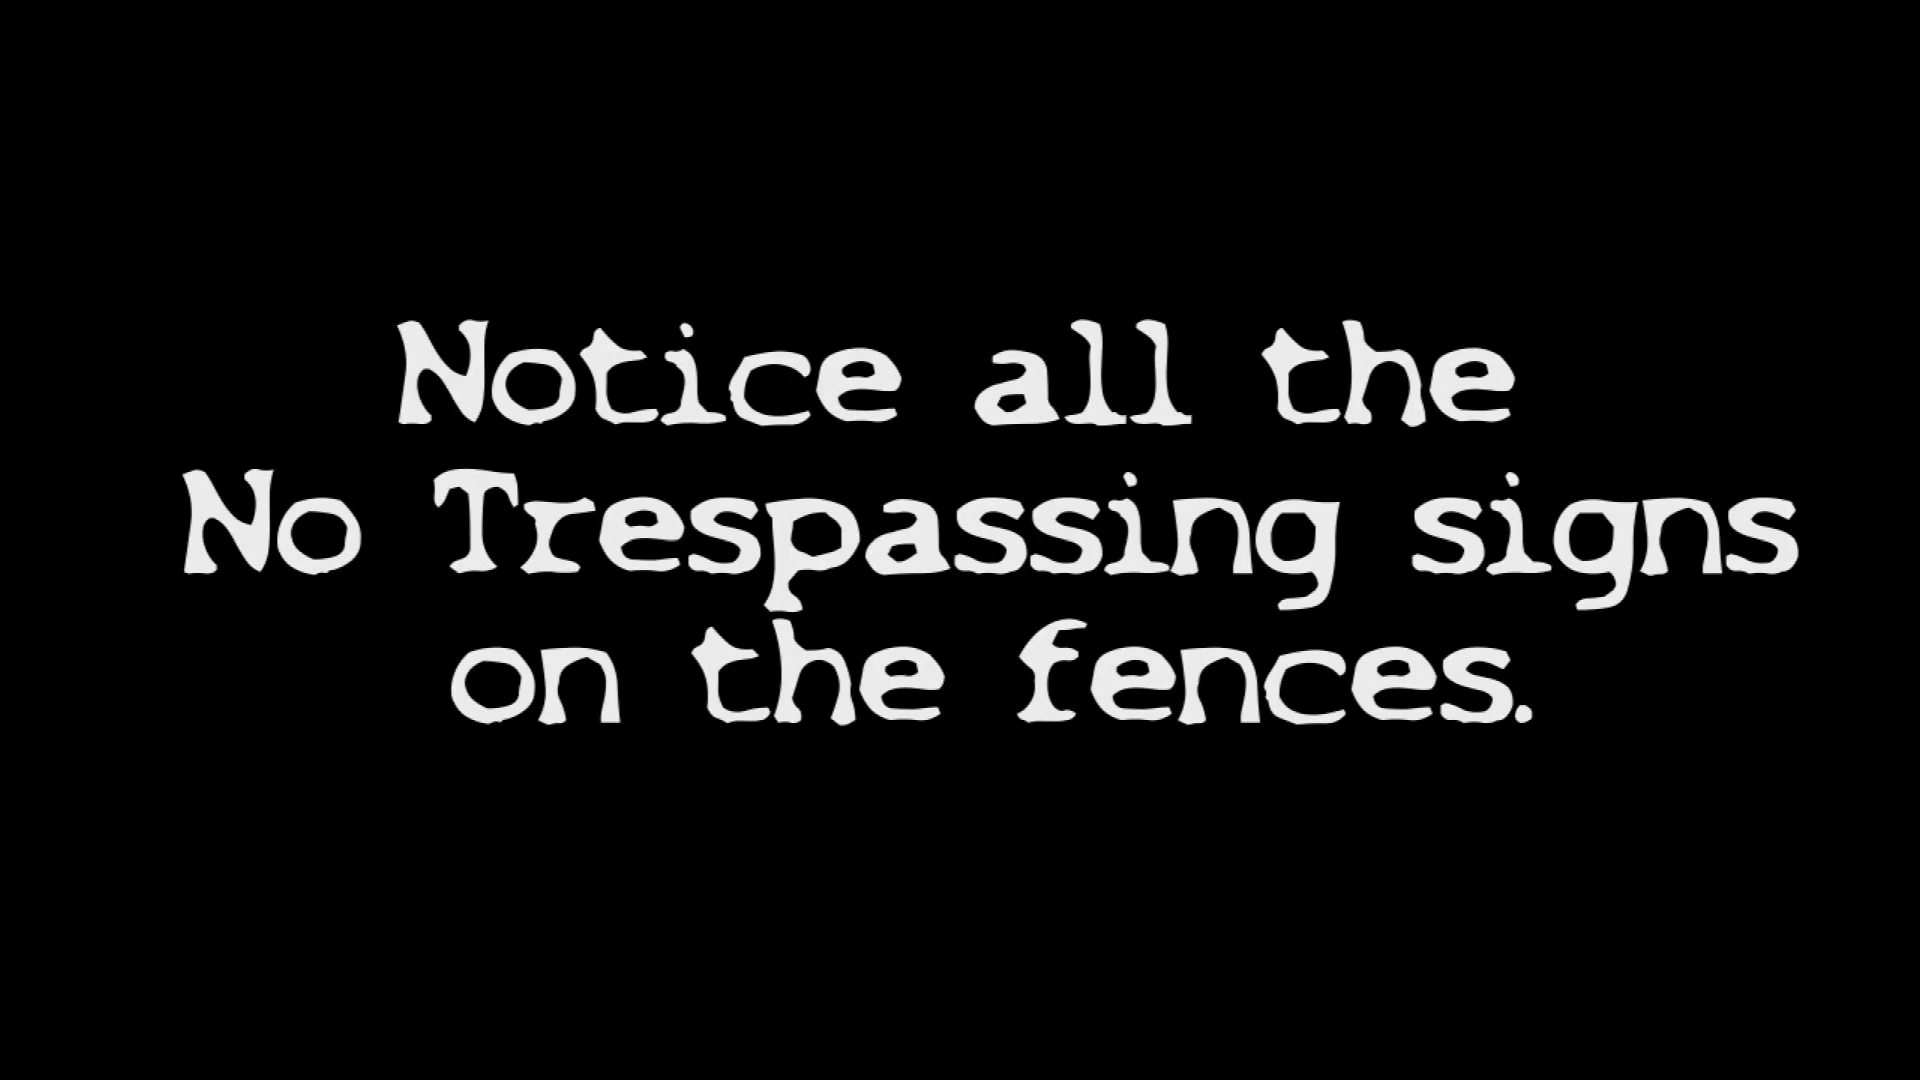 Notice all the
No Trespassing signs
on the fences.